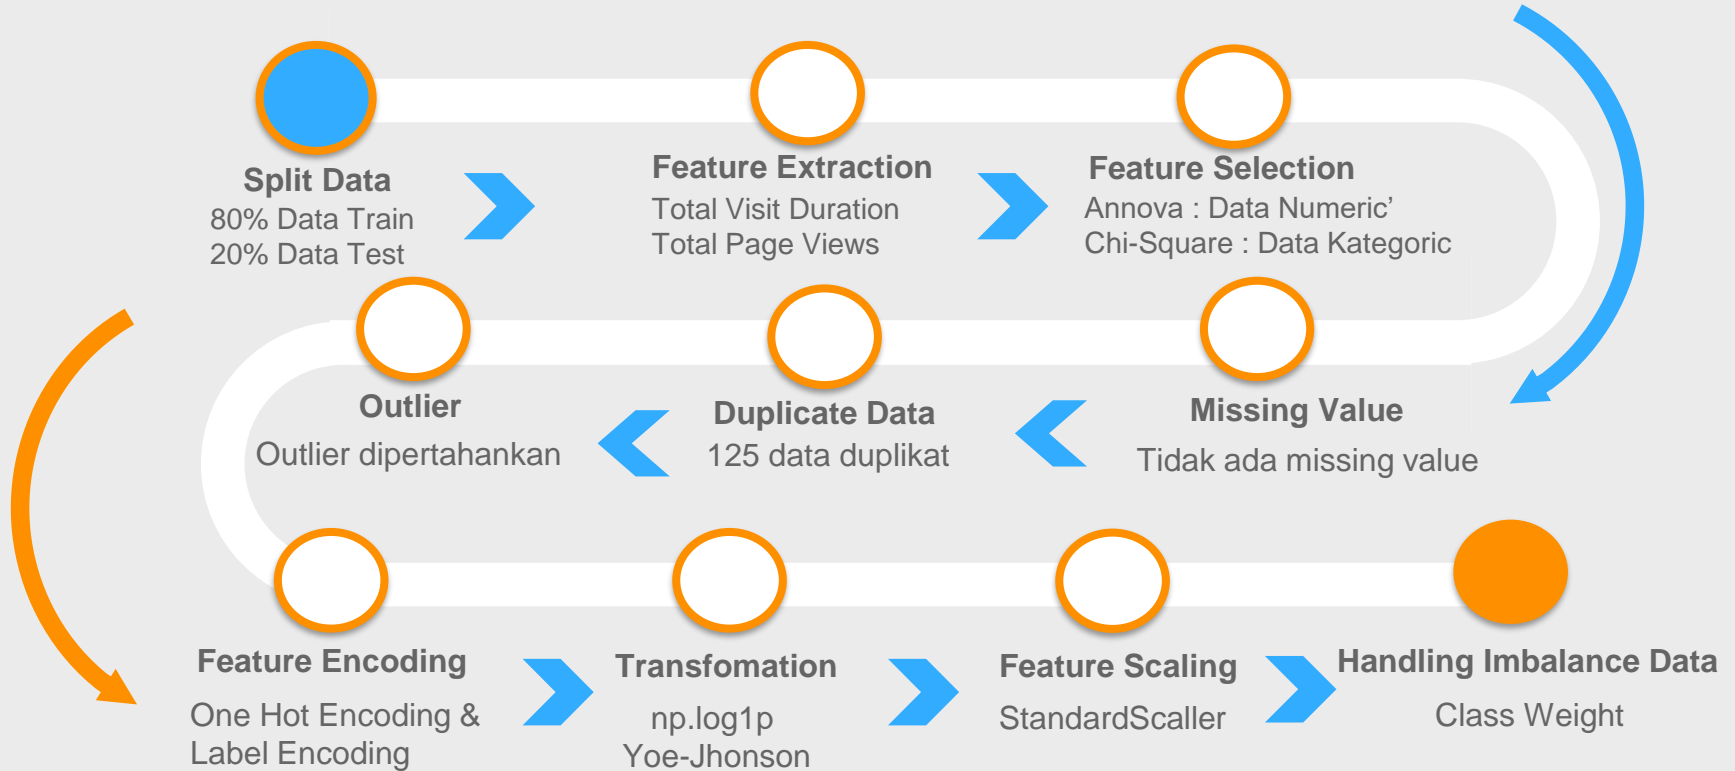 Split Data
80% Data Train
20% Data Test
Feature Extraction
Total Visit Duration
Total Page Views
Feature Selection
Annova : Data Numeric’
Chi-Square : Data Kategoric
Missing Value
Tidak ada missing value
Duplicate Data
125 data duplikat
Outlier
Outlier dipertahankan
Feature Encoding
One Hot Encoding &
Label Encoding
Transfomation
np.log1p
Yoe-Jhonson
Feature Scaling
StandardScaller
Handling Imbalance Data
Class Weight